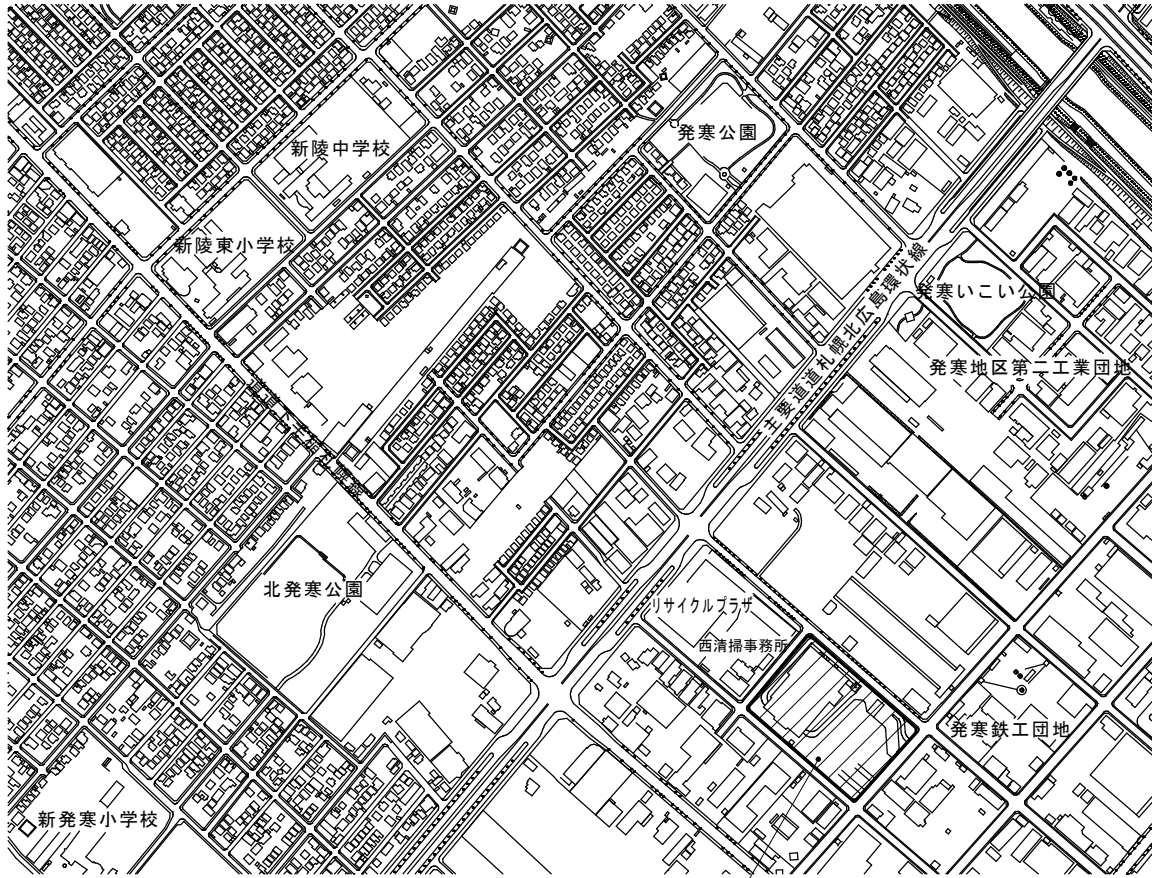 発寒公園
新陵中学校
新陵東小学校
発寒いこい公園
主要道道札幌北広島環状線
発寒地区第二工業団地
北発寒公園
リサイクルプラザ
西清掃事務所
発寒鉄工団地
新発寒小学校